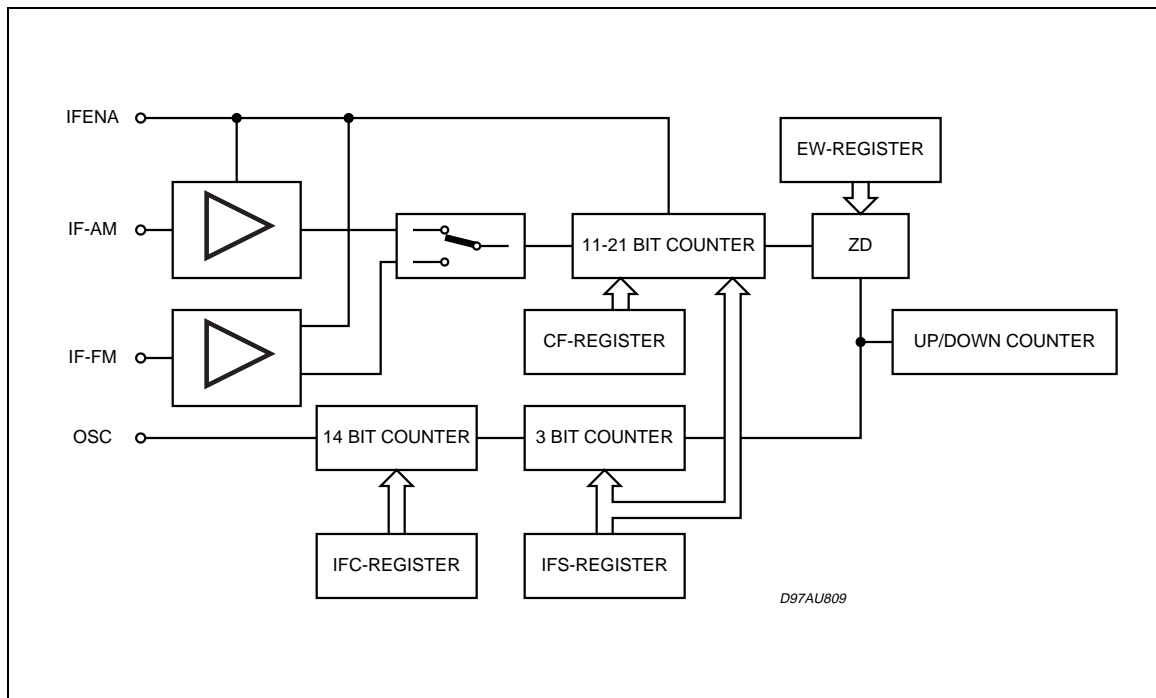 IFENA
EW-REGISTER
IF-AM
11-21 BIT COUNTER
ZD
CF-REGISTER
UP/DOWN COUNTER
IF-FM
OSC
14 BIT COUNTER
3 BIT COUNTER
IFC-REGISTER
IFS-REGISTER
D97AU809